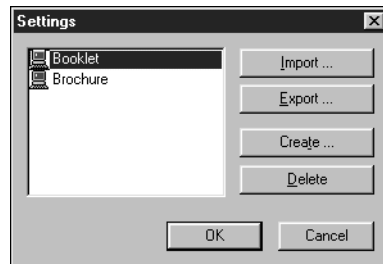 Settings
Booklet
Brochure
Import ...
Export ...
Create ...
Delete
OK
Cancel